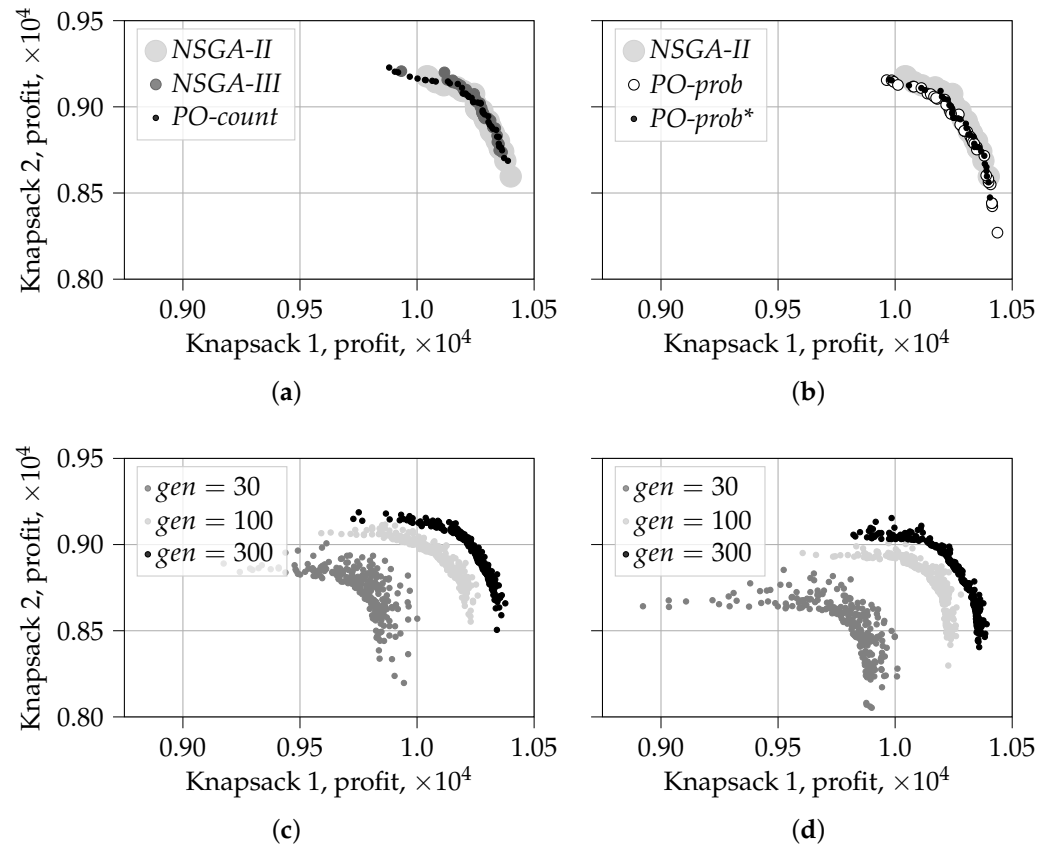 0.95
0.90
0.85
0.80
Knapsack 2, profit, ×10⁴
NSGA-II
NSGA-III
PO-count
0.90 0.95 1.0 1.05
Knapsack 1, profit, ×10⁴
(a)
NSGA-II
PO-prob
PO-prob*
0.90 0.95 1.0 1.05
Knapsack 1, profit, ×10⁴
(b)
0.95
0.90
0.85
0.80
Knapsack 2, profit, ×10⁴
gen = 30
gen = 100
gen = 300
0.90 0.95 1.0 1.05
Knapsack 1, profit, ×10⁴
(c)
gen = 30
gen = 100
gen = 300
0.90 0.95 1.0 1.05
Knapsack 1, profit, ×10⁴
(d)